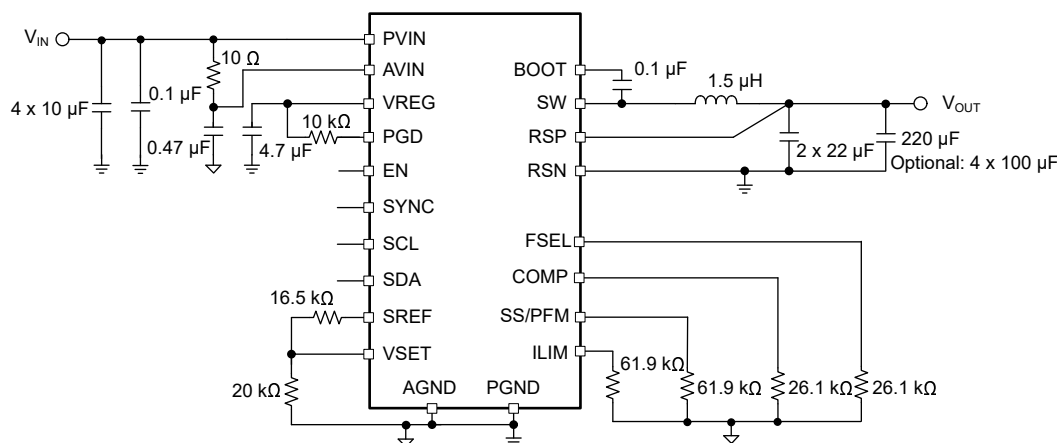 V_IN
PVIN
10 Ω
AVIN
BOOT
0.1 µF
1.5 µH
0.1 µF
4 x 10 µF
VREG
SW
V_OUT
10 kΩ
PGD
RSP
0.47 µF
4.7 µF
2 x 22 µF
220 µF
Optional: 4 x 100 µF
EN
RSN
SYNC
SCL
FSEL
SDA
COMP
16.5 kΩ
SREF
SS/PFM
VSET
ILIM
61.9 kΩ
20 kΩ
AGND
PGND
61.9 kΩ
26.1 kΩ
26.1 kΩ